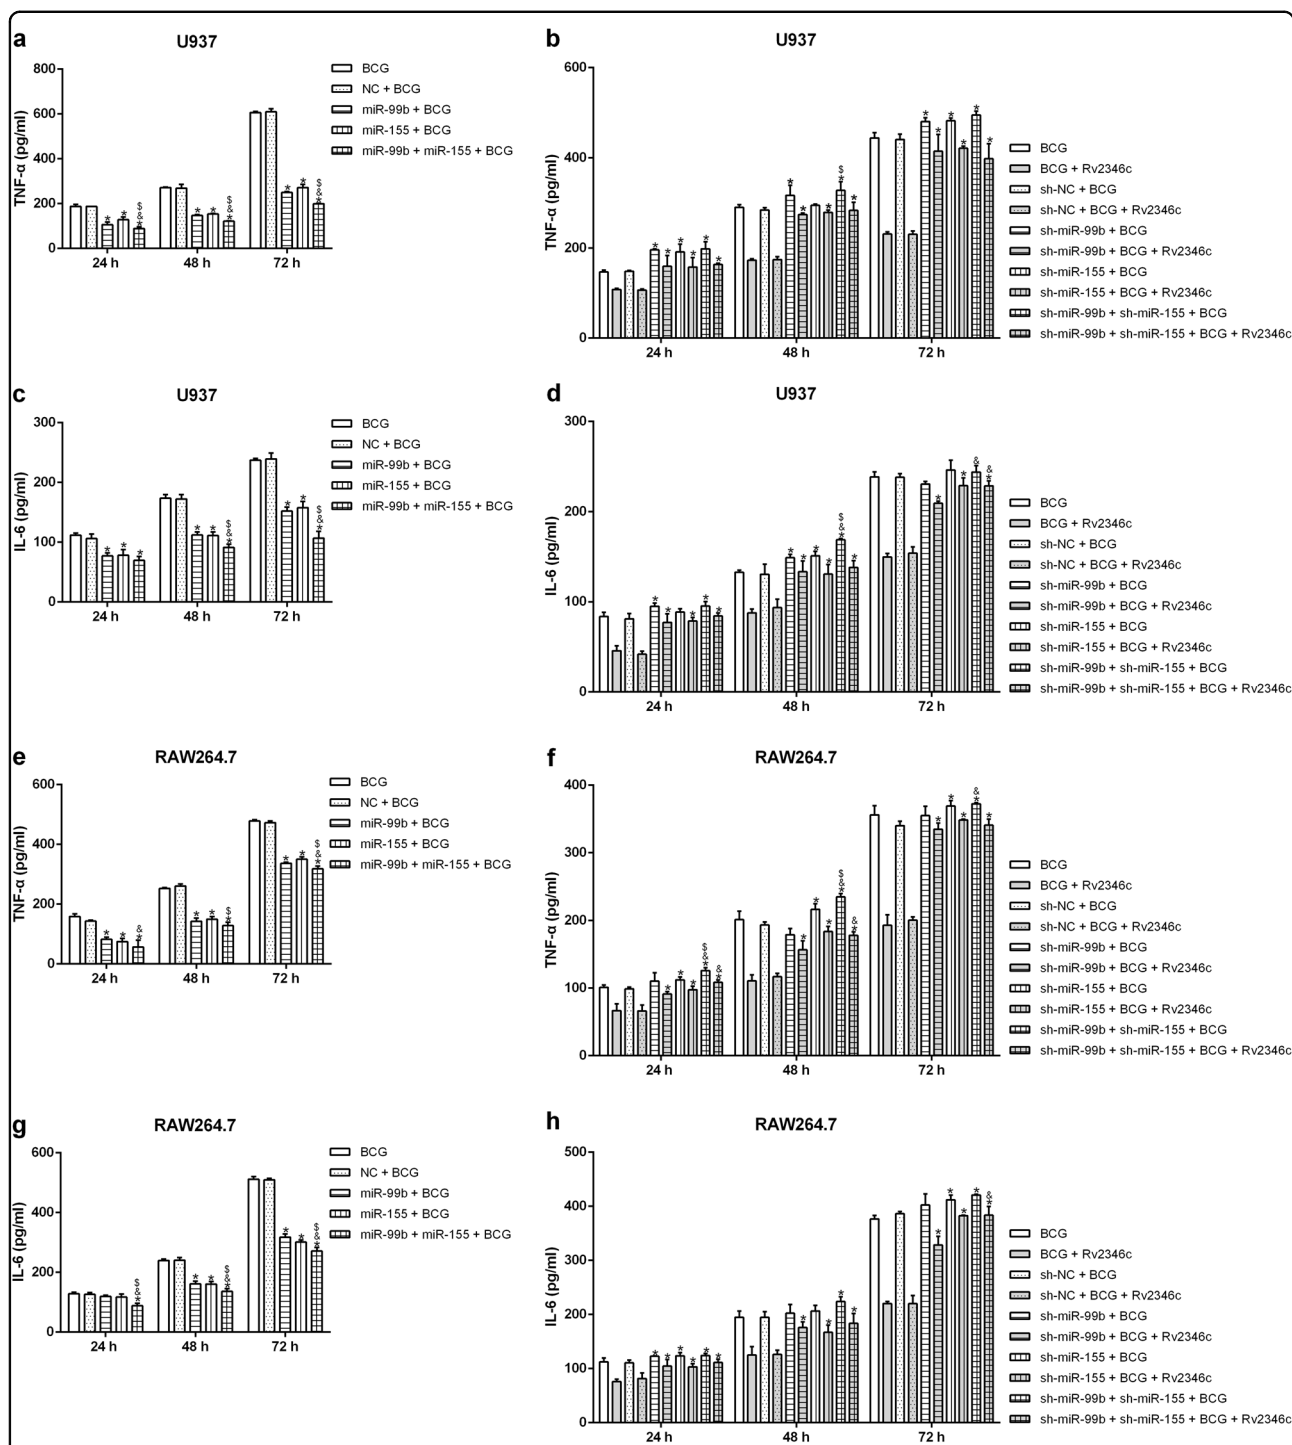 a
U937
TNF-α (pg/ml)
800
600
400
200
0
* * $ & *
* * $ & *
* * $ & *
24 h 48 h 72 h
BCG
NC + BCG
miR-99b + BCG
miR-155 + BCG
miR-99b + miR-155 + BCG
b
U937
TNF-α (pg/ml)
600
400
200
0
* * * * * *
* * * * $ *
* * * * * *
24 h 48 h 72 h
BCG
BCG + Rv2346c
sh-NC + BCG
sh-NC + BCG + Rv2346c
sh-miR-99b + BCG
sh-miR-99b + BCG + Rv2346c
sh-miR-155 + BCG
sh-miR-155 + BCG + Rv2346c
sh-miR-99b + sh-miR-155 + BCG
sh-miR-99b + sh-miR-155 + BCG + Rv2346c
c
U937
IL-6 (pg/ml)
300
200
100
0
* * *
* * $ & *
* * $ & *
24 h 48 h 72 h
BCG
NC + BCG
miR-99b + BCG
miR-155 + BCG
miR-99b + miR-155 + BCG
d
U937
IL-6 (pg/ml)
300
200
100
0
* * * * *
* * * * $ & * *
* * & & *
24 h 48 h 72 h
BCG
BCG + Rv2346c
sh-NC + BCG
sh-NC + BCG + Rv2346c
sh-miR-99b + BCG
sh-miR-99b + BCG + Rv2346c
sh-miR-155 + BCG
sh-miR-155 + BCG + Rv2346c
sh-miR-99b + sh-miR-155 + BCG
sh-miR-99b + sh-miR-155 + BCG + Rv2346c
e
RAW264.7
TNF-α (pg/ml)
600
400
200
0
* * & *
* * $ *
* * $ & *
24 h 48 h 72 h
BCG
NC + BCG
miR-99b + BCG
miR-155 + BCG
miR-99b + miR-155 + BCG
f
RAW264.7
TNF-α (pg/ml)
400
300
200
100
0
* * * $ & * & *
* * * $ & * & *
* * * & * *
24 h 48 h 72 h
BCG
BCG + Rv2346c
sh-NC + BCG
sh-NC + BCG + Rv2346c
sh-miR-99b + BCG
sh-miR-99b + BCG + Rv2346c
sh-miR-155 + BCG
sh-miR-155 + BCG + Rv2346c
sh-miR-99b + sh-miR-155 + BCG
sh-miR-99b + sh-miR-155 + BCG + Rv2346c
g
RAW264.7
IL-6 (pg/ml)
600
400
200
0
$ & *
* * $ & *
* * $ & *
24 h 48 h 72 h
BCG
NC + BCG
miR-99b + BCG
miR-155 + BCG
miR-99b + miR-155 + BCG
h
RAW264.7
IL-6 (pg/ml)
500
400
300
200
100
0
* * * * * *
* * * *
* * * * & *
24 h 48 h 72 h
BCG
BCG + Rv2346c
sh-NC + BCG
sh-NC + BCG + Rv2346c
sh-miR-99b + BCG
sh-miR-99b + BCG + Rv2346c
sh-miR-155 + BCG
sh-miR-155 + BCG + Rv2346c
sh-miR-99b + sh-miR-155 + BCG
sh-miR-99b + sh-miR-155 + BCG + Rv2346c